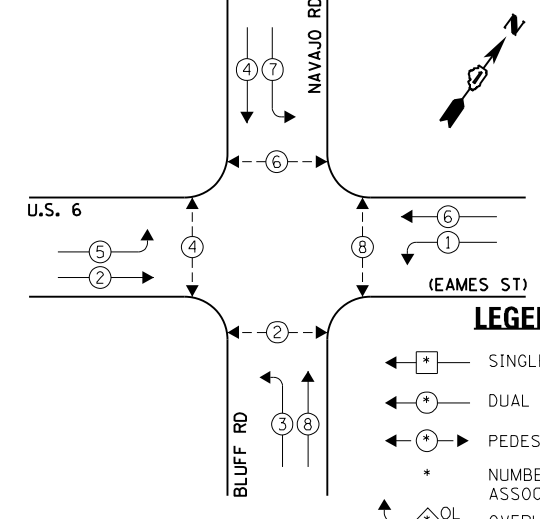 NAVAJO RD
N
4 7
6
U.S. 6
5
2
4
8
6
1
(EAMES ST)
2
3 8
BLUFF RD
LEGE
* SINGL
* DUAL
* PEDES
* NUMBE
ASSOC
* OL